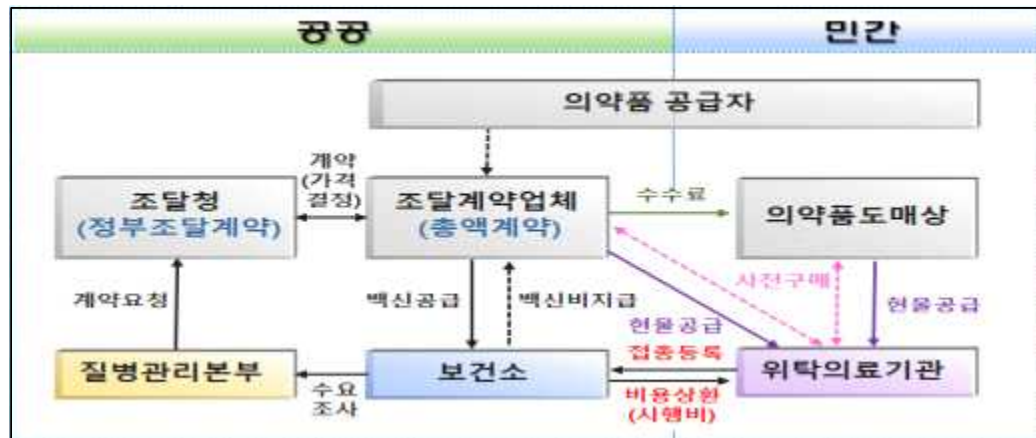 공공
민간
의약품 공급자
계약
(가격
결정)
조달청
(정부조달계약)
조달계약업체
(총액계약)
수수료
의약품도매상
사전구매
계약요청
백신공급
백신비지급
현물공급
현물공급
접종등록
질병관리본부
수요
조사
보건소
비용상환
(시행비)
위탁의료기관